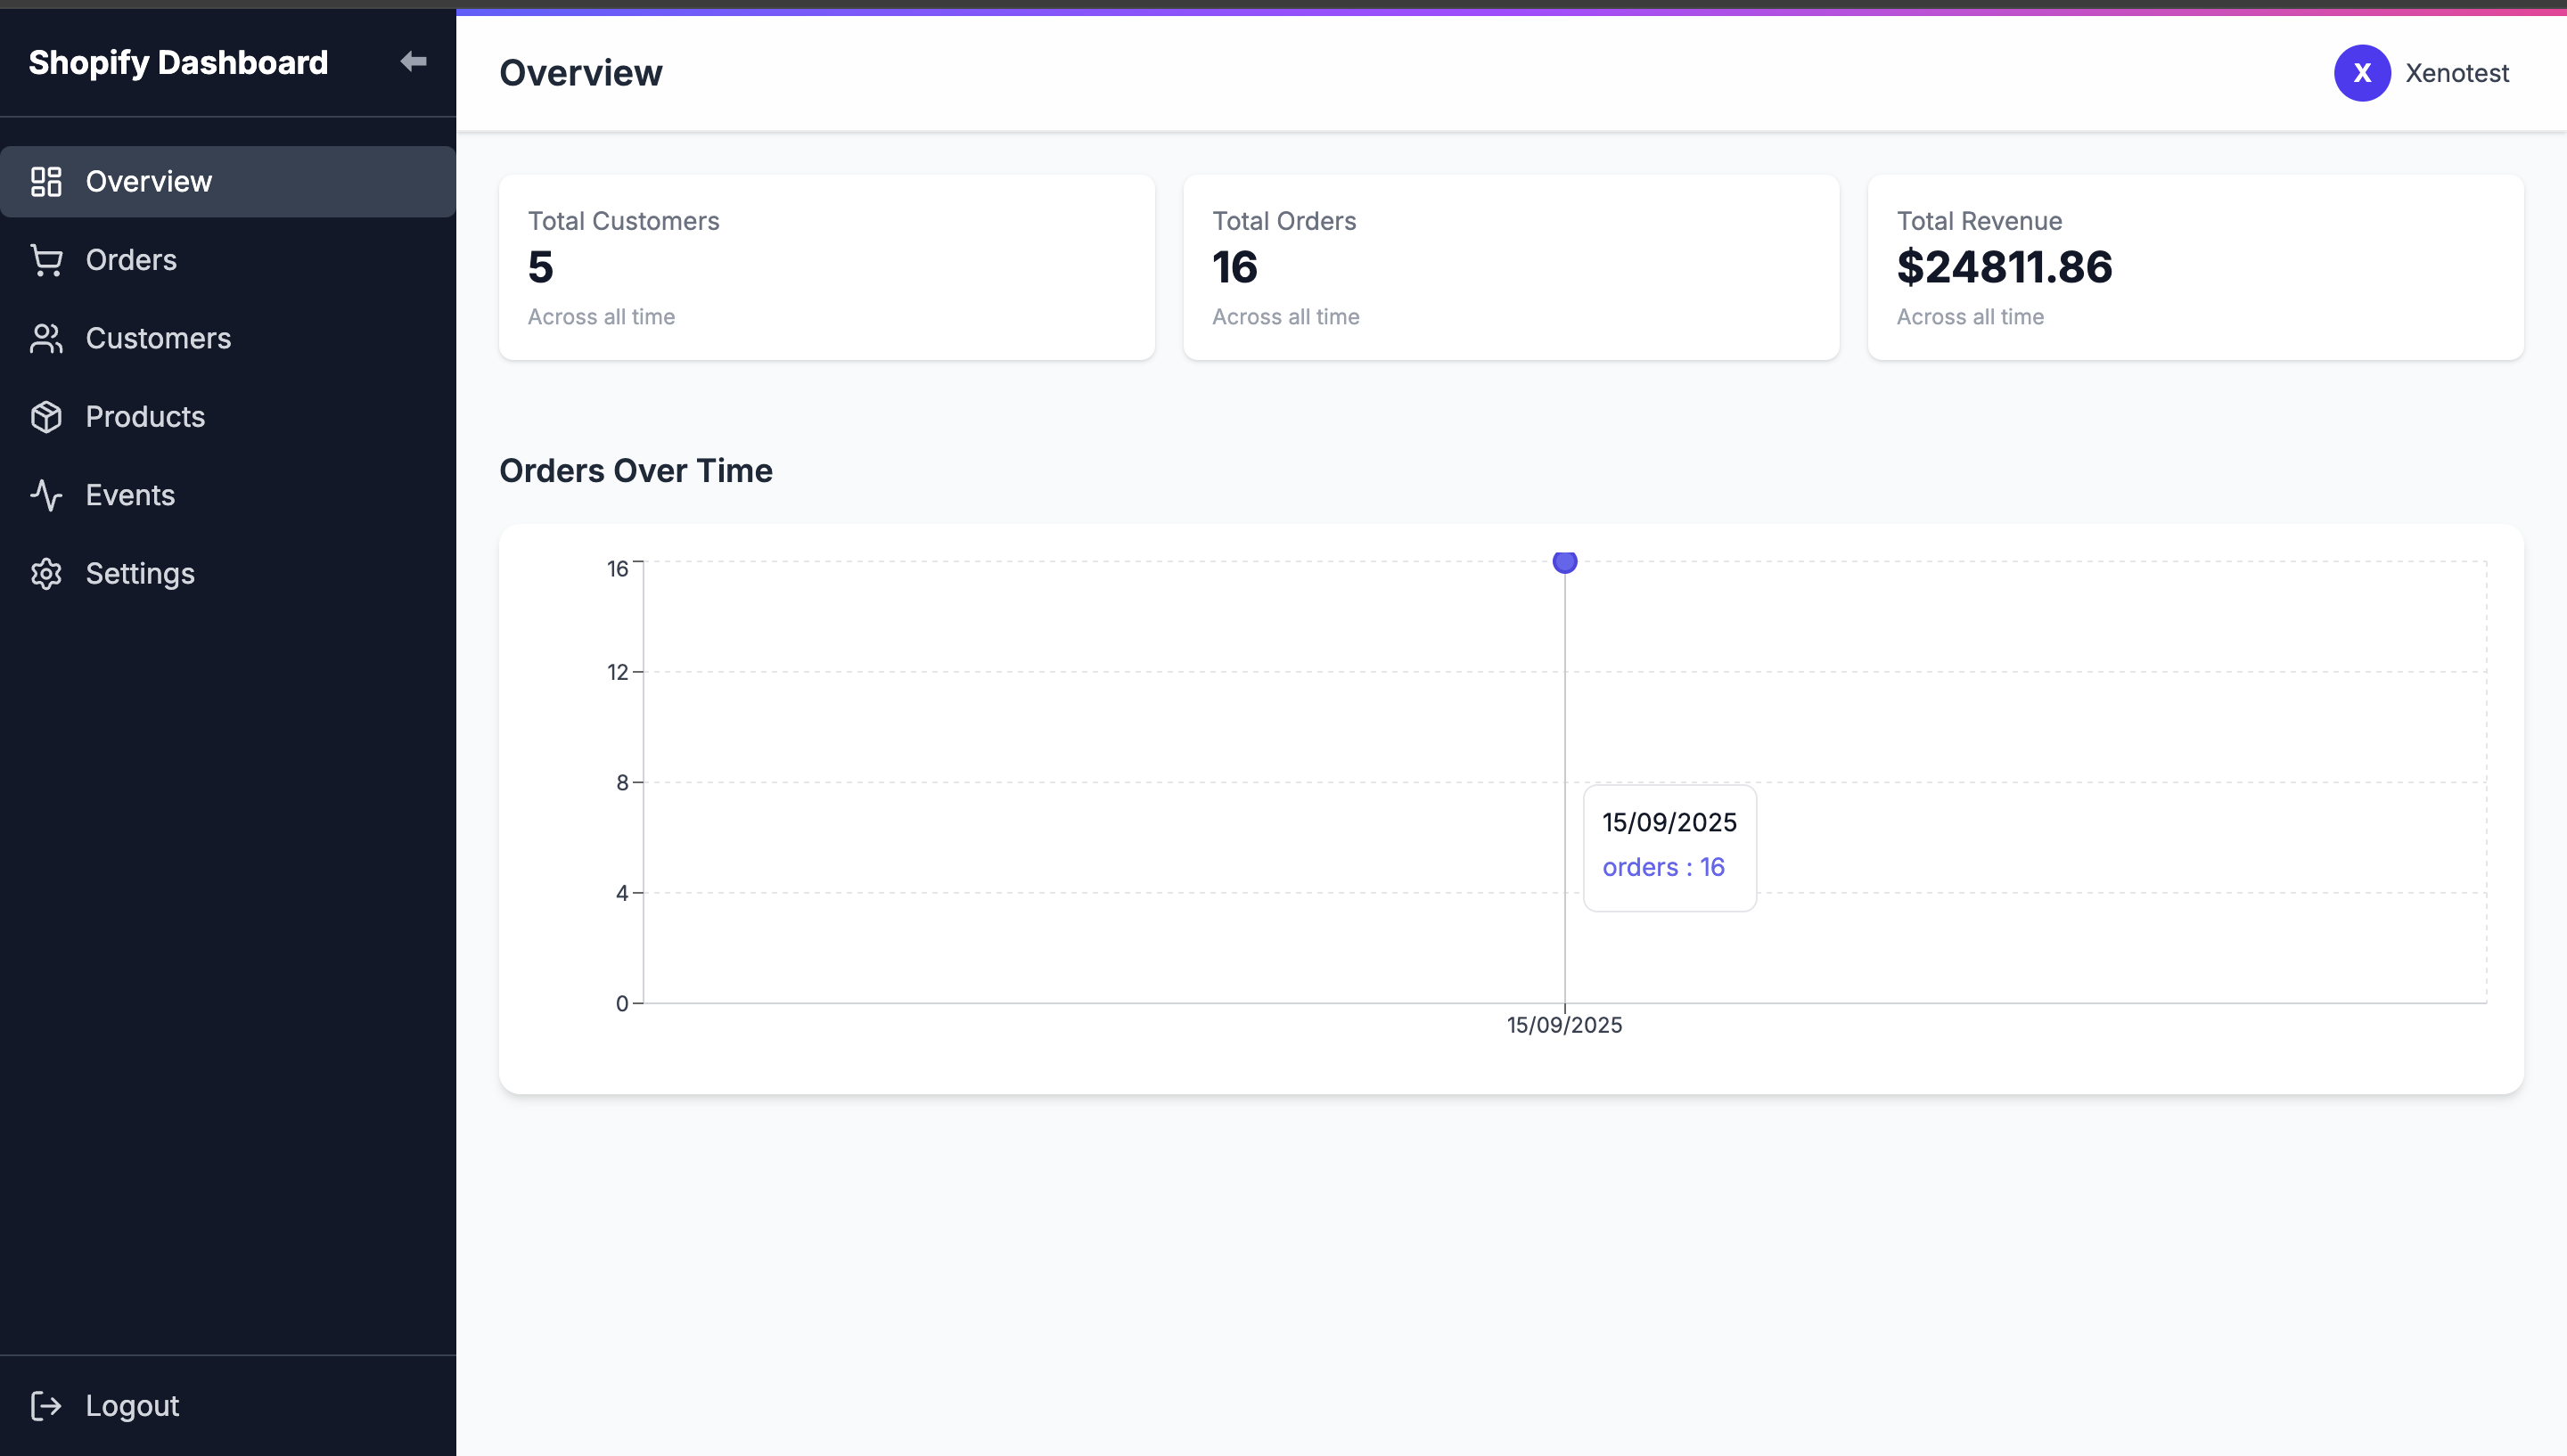 Shopify Dashboard
Overview
Orders
Customers
Products
Events
Settings
Logout
Overview
X
Xenotest
Total Customers
5
Across all time
Total Orders
16
Across all time
Total Revenue
$24811.86
Across all time
Orders Over Time
16
12
8
4
0
15/09/2025
orders : 16
15/09/2025